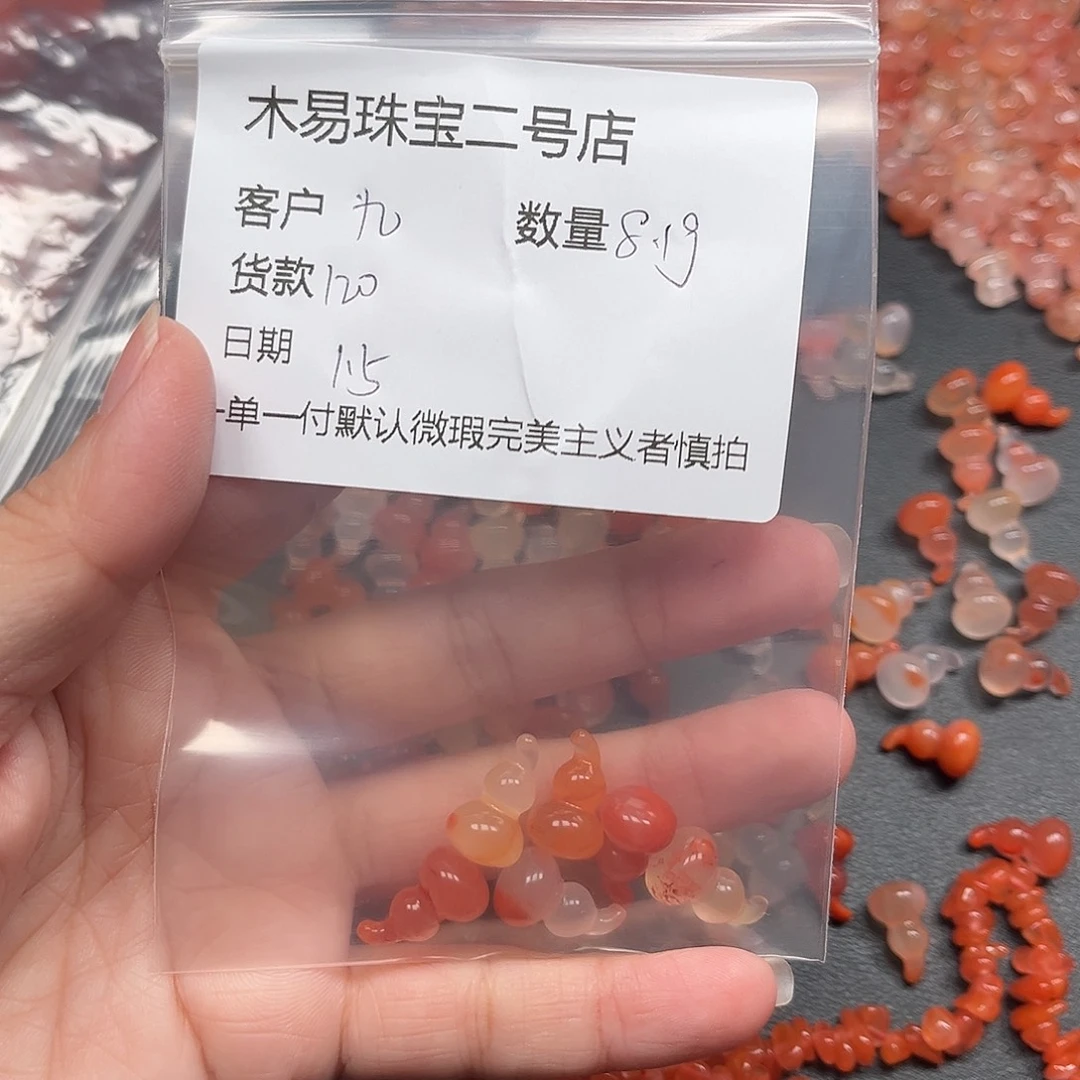 木易珠宝二号店
客户 九 数量 8.19
货款 120
日期 1.5
一单一付默认微瑕完美主义者慎拍